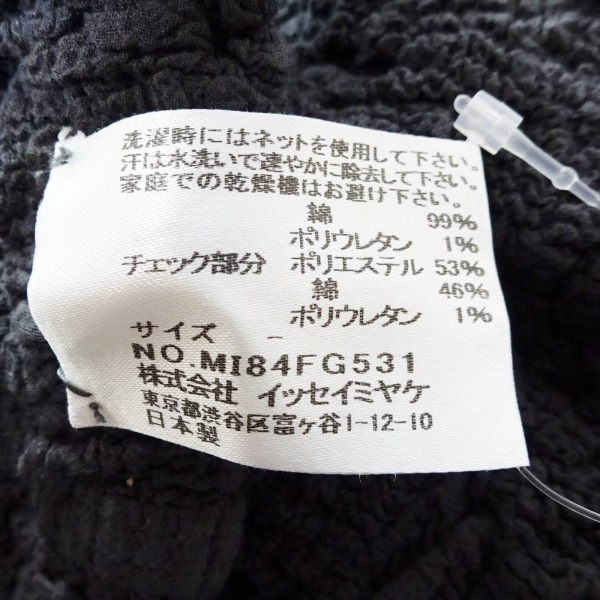 洗濯時にはネットを使用して下さい。
汗は水洗いで速やかに除去して下さい。
家庭での乾燥機はお避け下さい。
綿 99%
ポリウレタン 1%
チェック部分 ポリエステル 53%
綿 46%
ポリウレタン 1%
サイズ -
NO.MI84FG531
株式会社 イッセイミヤケ
東京都渋谷区富ヶ谷1-12-10
日本製